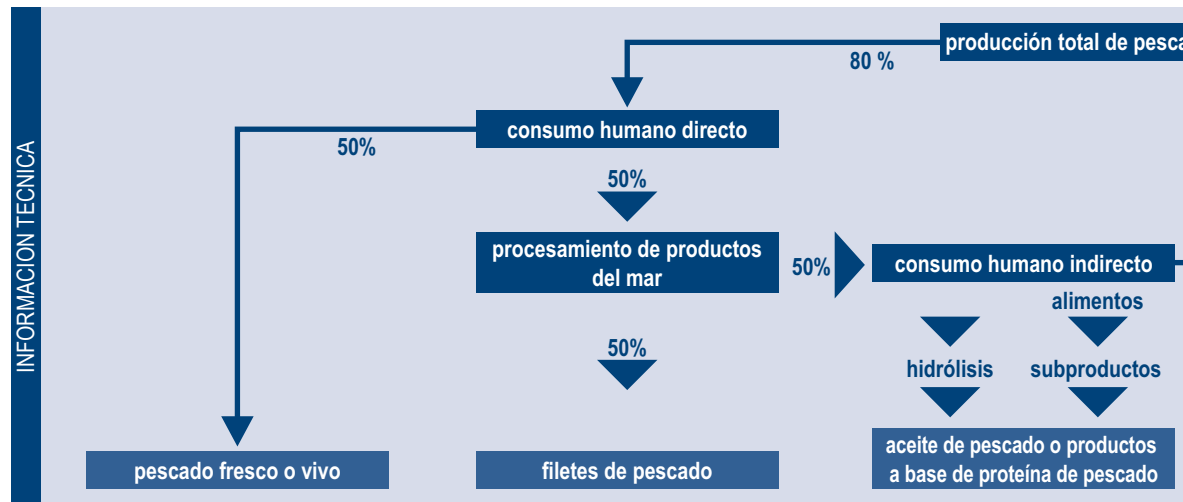 INFORMACION TECNICA
producción total de pesca
80 %
consumo humano directo
50%
50%
procesamiento de productos
del mar
50%
consumo humano indirecto
alimentos
50%
hidrólisis
subproductos
pescado fresco o vivo
filetes de pescado
aceite de pescado o productos
a base de proteína de pescado